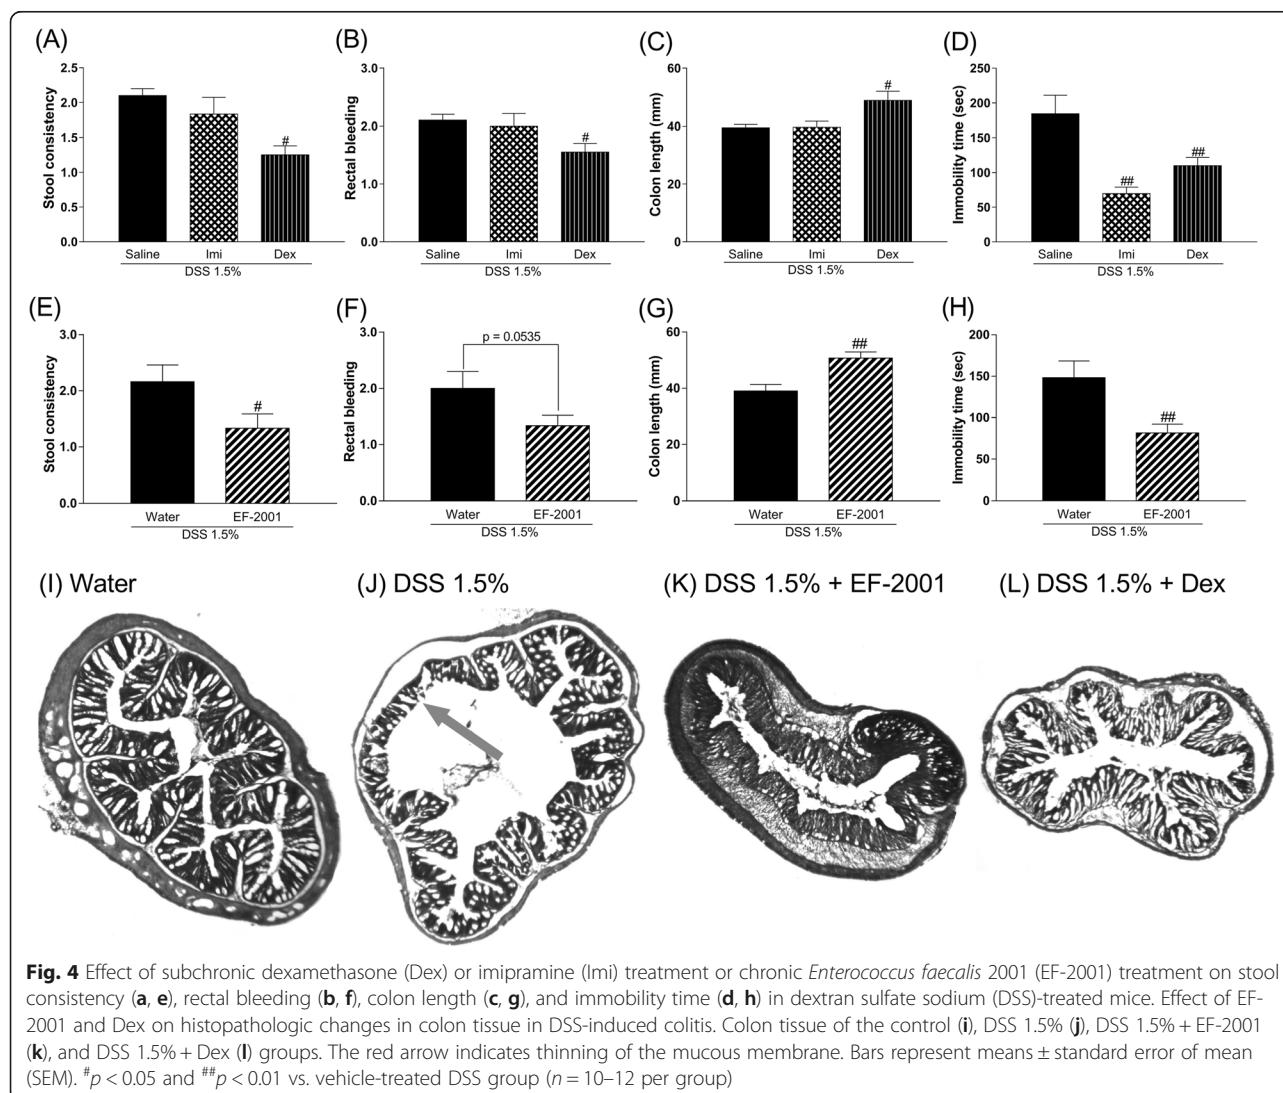 (A)
Stool consistency
2.5
2.0
1.5
1.0
0.5
0.0
#
Saline Imi Dex
DSS 1.5%
(B)
Rectal bleeding
3.0
2.0
1.0
0.0
#
Saline Imi Dex
DSS 1.5%
(C)
Colon length (mm)
60
40
20
0
#
Saline Imi Dex
DSS 1.5%
(D)
Immobility time (sec)
250
200
150
100
50
0
##
##
Saline Imi Dex
DSS 1.5%
(E)
Stool consistency
3.0
2.0
1.0
0.0
#
Water EF-2001
DSS 1.5%
(F)
Rectal bleeding
3.0
2.0
1.0
0.0
p = 0.0535
Water EF-2001
DSS 1.5%
(G)
Colon length (mm)
60
40
20
0
##
Water EF-2001
DSS 1.5%
(H)
Immobility time (sec)
200
150
100
50
0
##
Water EF-2001
DSS 1.5%
(I) Water
(J) DSS 1.5%
(K) DSS 1.5% + EF-2001
(L) DSS 1.5% + Dex
Fig. 4 Effect of subchronic dexamethasone (Dex) or imipramine (Imi) treatment or chronic Enterococcus faecalis 2001 (EF-2001) treatment on stool
consistency (a, e), rectal bleeding (b, f), colon length (c, g), and immobility time (d, h) in dextran sulfate sodium (DSS)-treated mice. Effect of EF-
2001 and Dex on histopathologic changes in colon tissue in DSS-induced colitis. Colon tissue of the control (i), DSS 1.5% (j), DSS 1.5% + EF-2001
(k), and DSS 1.5% + Dex (l) groups. The red arrow indicates thinning of the mucous membrane. Bars represent means ± standard error of mean
(SEM). #p < 0.05 and ##p < 0.01 vs. vehicle-treated DSS group (n = 10–12 per group)